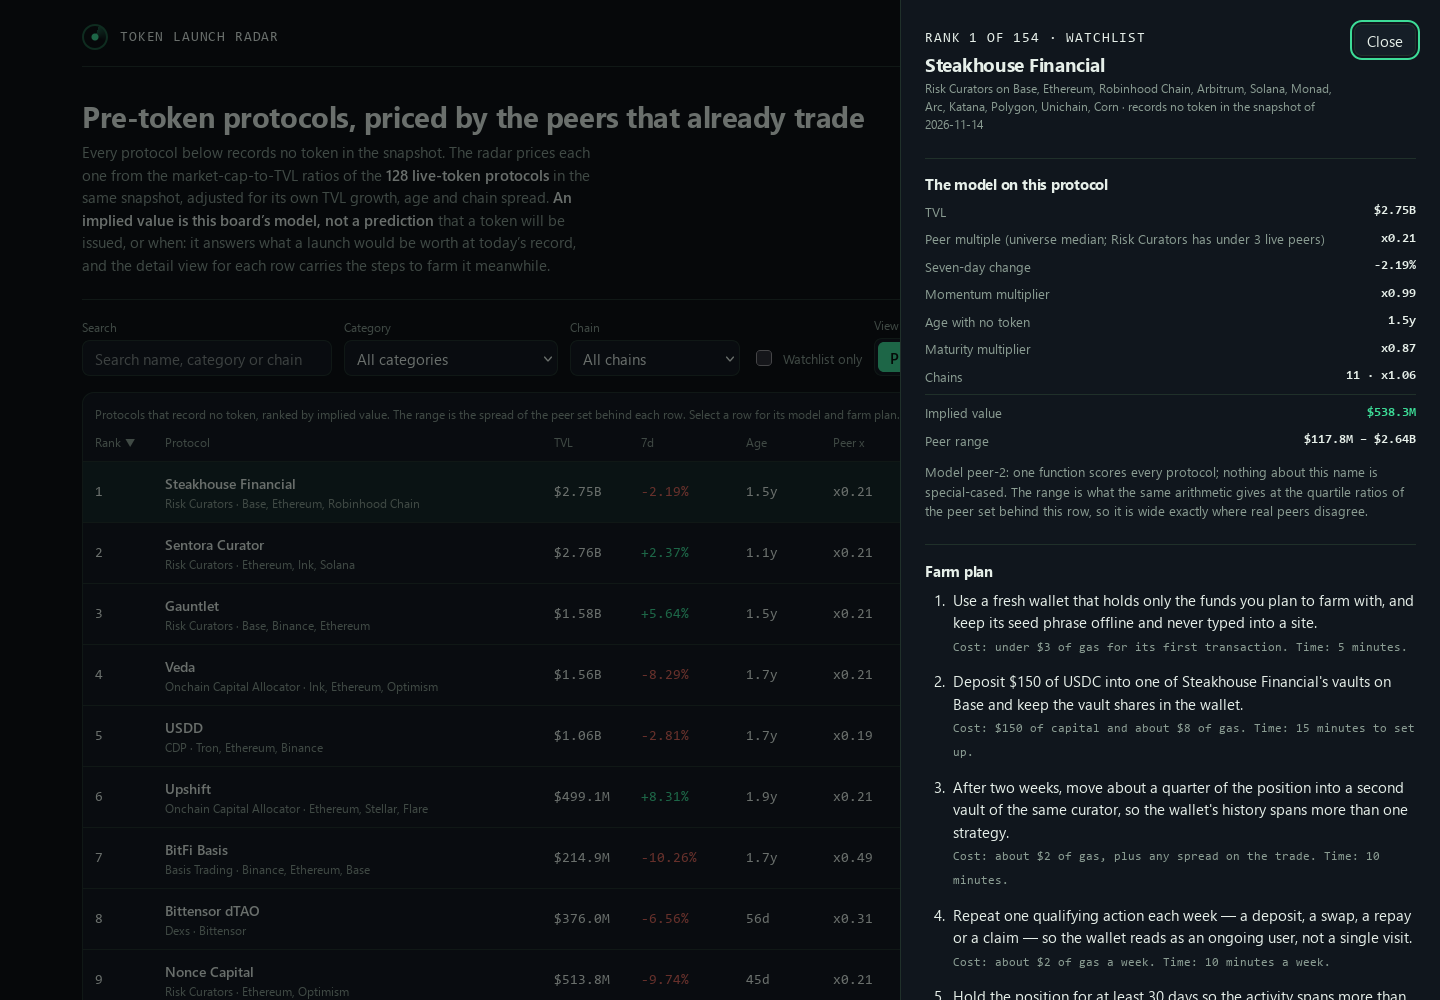 TOKEN LAUNCH RADAR
Pre-token protocols, priced by the peers that already trade
Every protocol below records no token in the snapshot. The radar prices each
one from the market-cap-to-TVL ratios of the 128 live-token protocols in the
same snapshot, adjusted for its own TVL growth, age and chain spread. An
implied value is this board's model, not a prediction that a token will be
issued, or when: it answers what a launch would be worth at today's record,
and the detail view for each row carries the steps to farm it meanwhile.
Search
Category
Chain
View
Search name, category or chain
All categories
All chains
Watchlist only
P
Protocols that record no token, ranked by implied value. The range is the spread of the peer set behind each row. Select a row for its model and farm plan.
Rank ▼ Protocol TVL 7d Age Peer x
1 Steakhouse Financial $2.75B -2.19% 1.5y x0.21
Risk Curators · Base, Ethereum, Robinhood Chain
2 Sentora Curator $2.76B +2.37% 1.1y x0.21
Risk Curators · Ethereum, Ink, Solana
3 Gauntlet $1.58B +5.64% 1.5y x0.21
Risk Curators · Base, Binance, Ethereum
4 Veda $1.56B -8.29% 1.7y x0.21
Onchain Capital Allocator · Ink, Ethereum, Optimism
5 USDD $1.06B -2.81% 1.7y x0.19
CDP · Tron, Ethereum, Binance
6 Upshift $499.1M +8.31% 1.9y x0.21
Onchain Capital Allocator · Ethereum, Stellar, Flare
7 BitFi Basis $214.9M -10.26% 1.7y x0.49
Basis Trading · Binance, Ethereum, Base
8 Bittensor dTAO $376.0M -6.56% 56d x0.31
Dexs · Bittensor
9 Nonce Capital $513.8M -9.74% 45d x0.21
Risk Curators · Ethereum, Optimism
RANK 1 OF 154 · WATCHLIST
Close
Steakhouse Financial
Risk Curators on Base, Ethereum, Robinhood Chain, Arbitrum, Solana, Monad,
Arc, Katana, Polygon, Unichain, Corn · records no token in the snapshot of
2026-11-14
The model on this protocol
TVL $2.75B
Peer multiple (universe median; Risk Curators has under 3 live peers) x0.21
Seven-day change -2.19%
Momentum multiplier x0.99
Age with no token 1.5y
Maturity multiplier x0.87
Chains 11 · x1.06
Implied value $538.3M
Peer range $117.8M – $2.64B
Model peer-2: one function scores every protocol; nothing about this name is
special-cased. The range is what the same arithmetic gives at the quartile ratios of
the peer set behind this row, so it is wide exactly where real peers disagree.
Farm plan
1. Use a fresh wallet that holds only the funds you plan to farm with, and
keep its seed phrase offline and never typed into a site.
Cost: under $3 of gas for its first transaction. Time: 5 minutes.
2. Deposit $150 of USDC into one of Steakhouse Financial's vaults on
Base and keep the vault shares in the wallet.
Cost: $150 of capital and about $8 of gas. Time: 15 minutes to set
up.
3. After two weeks, move about a quarter of the position into a second
vault of the same curator, so the wallet's history spans more than one
strategy.
Cost: about $2 of gas, plus any spread on the trade. Time: 10
minutes.
4. Repeat one qualifying action each week — a deposit, a swap, a repay
or a claim — so the wallet reads as an ongoing user, not a single visit.
Cost: about $2 of gas a week. Time: 10 minutes a week.
5. Hold the position for at least 30 days so the activity spans more than